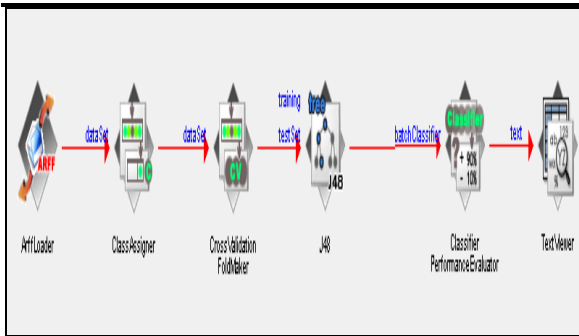 training
dataSet
dataSet
testSet
batchClassifier
text
ARFF
C
CV
tree
J48
Classifier
? + 90%
- 10%
ArffLoader
ClassAssigner
CrossValidation
FoldMaker
J48
Classifier
PerformanceEvaluator
TextViewer